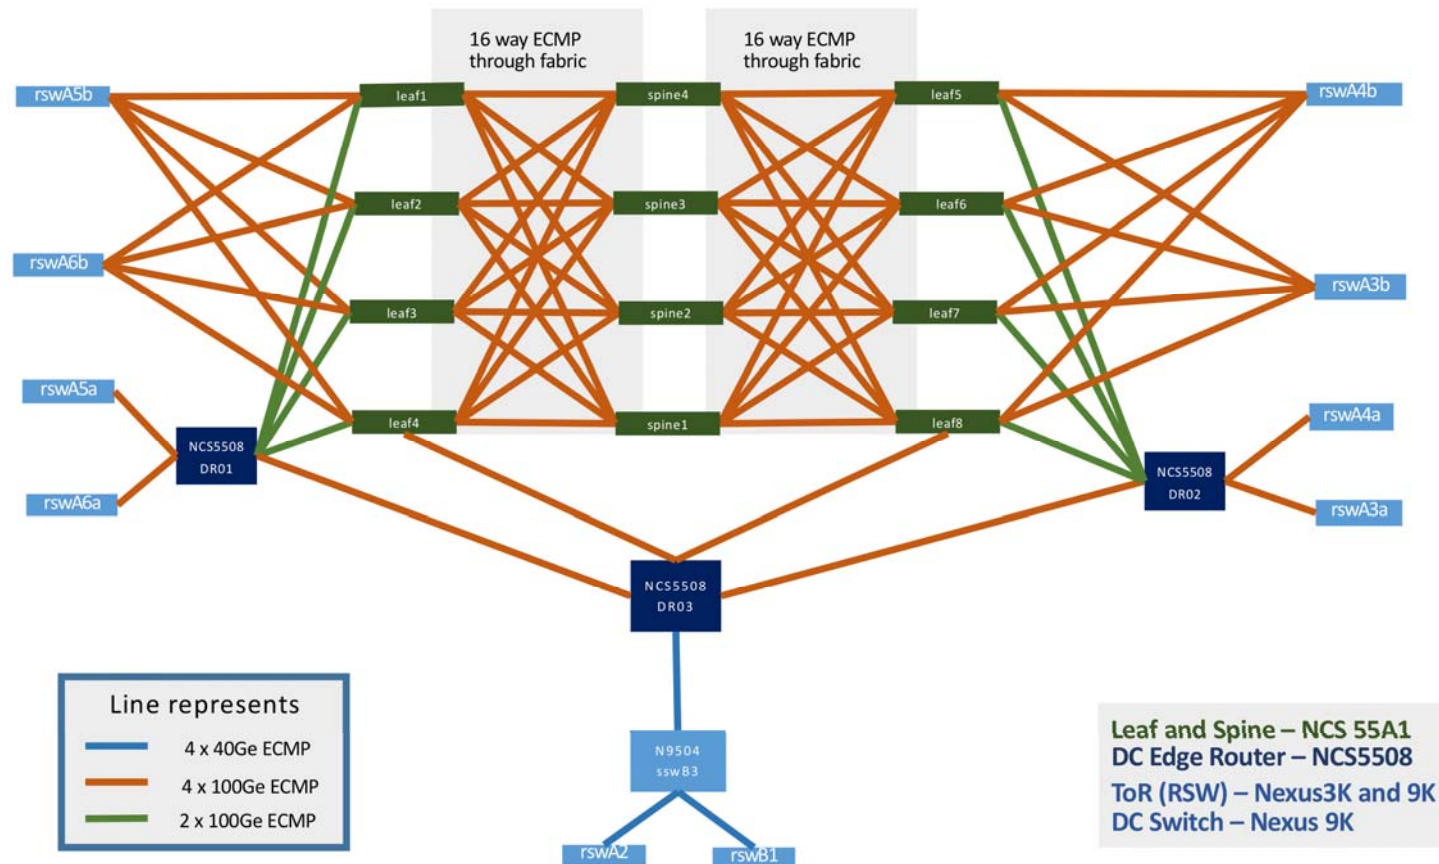 16 way ECMP
through fabric
16 way ECMP
through fabric
rswA5b
leaf1
spine4
leaf5
rswA4b
leaf2
spine3
leaf6
rswA6b
rswA3b
leaf3
spine2
leaf7
rswA5a
leaf4
spine1
leaf8
rswA4a
NCS5508
DR01
NCS5508
DR02
rswA6a
rswA3a
NCS5508
DR03
Line represents
4 x 40Ge ECMP
4 x 100Ge ECMP
2 x 100Ge ECMP
N9504
sswB3
rswA2
rswB1
Leaf and Spine – NCS 55A1
DC Edge Router – NCS5508
ToR (RSW) – Nexus3K and 9K
DC Switch – Nexus 9K